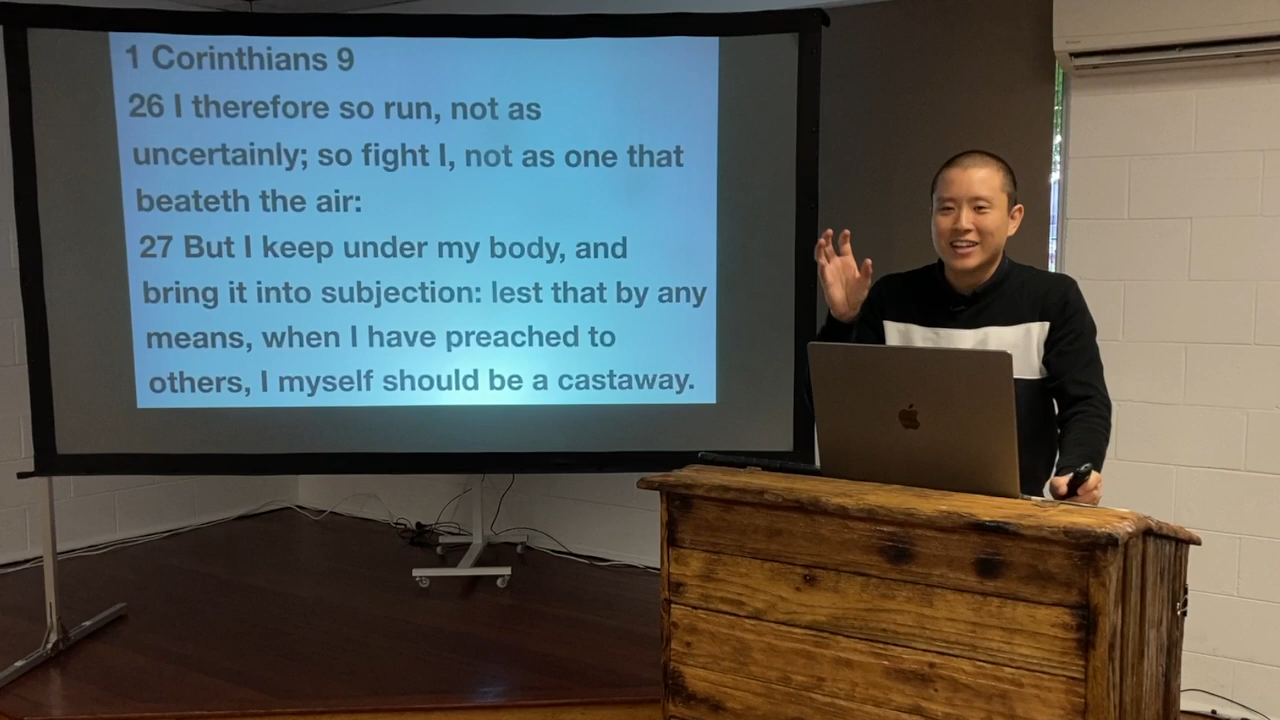 1 Corinthians 9
26 I therefore so run, not as
uncertainly; so fight I, not as one that
beateth the air:
27 But I keep under my body, and
bring it into subjection: lest that by any
means, when I have preached to
others, I myself should be a castaway.